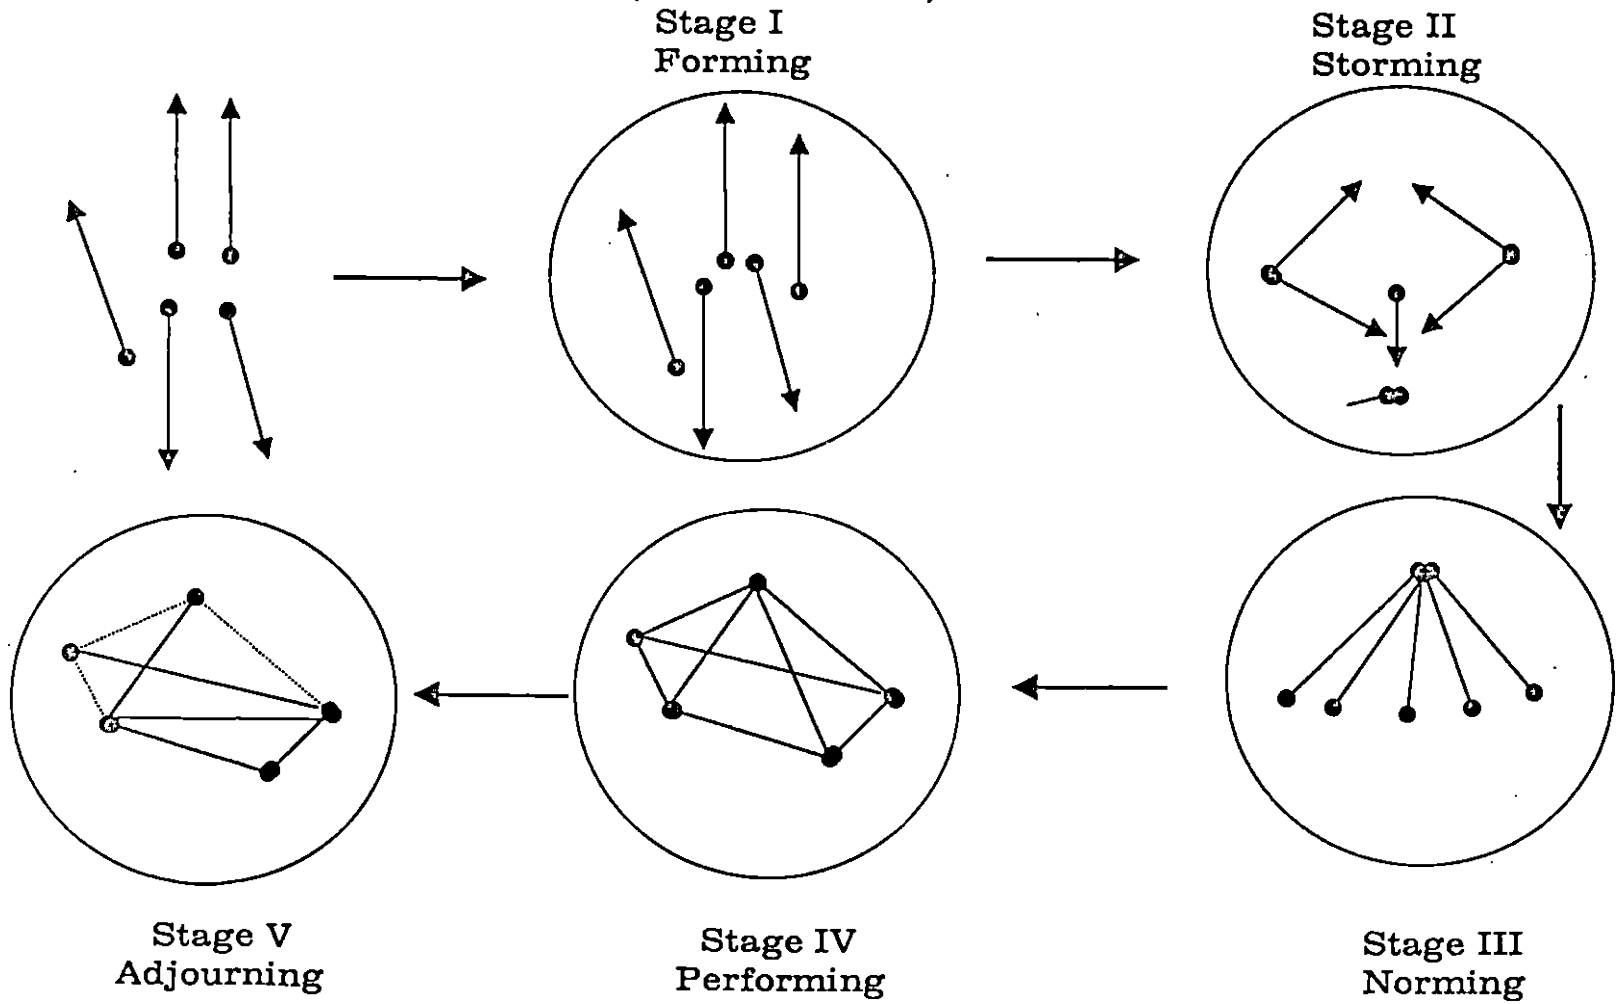 Stage I
Forming
Stage II
Storming
Stage V
Adjourning
Stage IV
Performing
Stage III
Norming